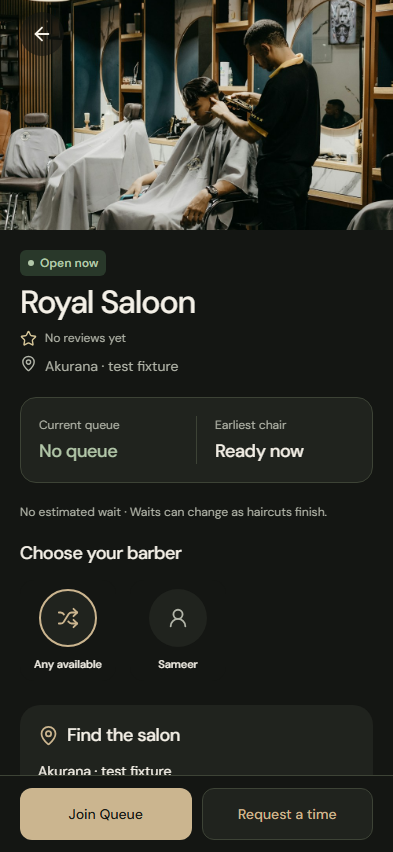 Open now
Royal Saloon
No reviews yet
Akurana · test fixture
Current queue
No queue
Earliest chair
Ready now
No estimated wait · Waits can change as haircuts finish.
Choose your barber
Any available
Sameer
Find the salon
Akurana · test fixture
Join Queue
Request a time